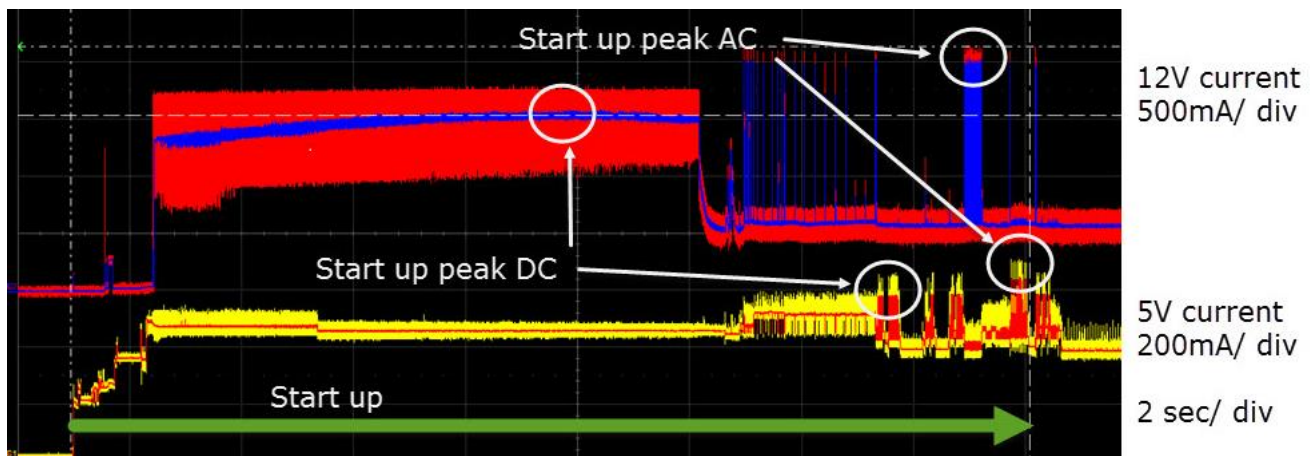 Start up peak AC
12V current
500mA/ div
Start up peak DC
5V current
200mA/ div
Start up
2 sec/ div